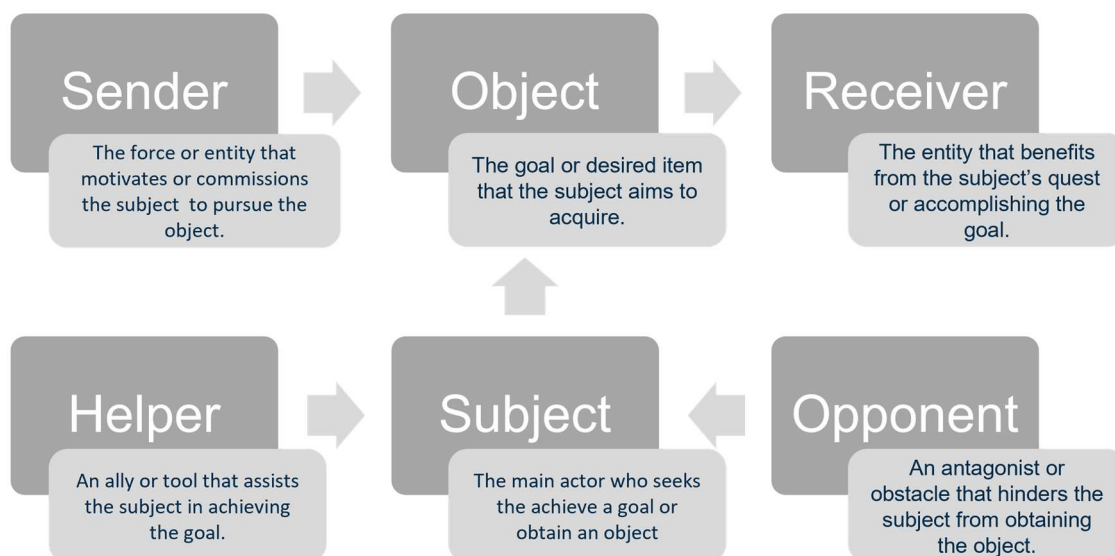 Sender
The force or entity that
motivates or commissions
the subject to pursue the
object.
Object
The goal or desired item
that the subject aims to
acquire.
Receiver
The entity that benefits
from the subject's quest
or accomplishing the
goal.
Helper
An ally or tool that assists
the subject in achieving
the goal.
Subject
The main actor who seeks
the achieve a goal or
obtain an object
Opponent
An antagonist or
obstacle that hinders the
subject from obtaining
the object.